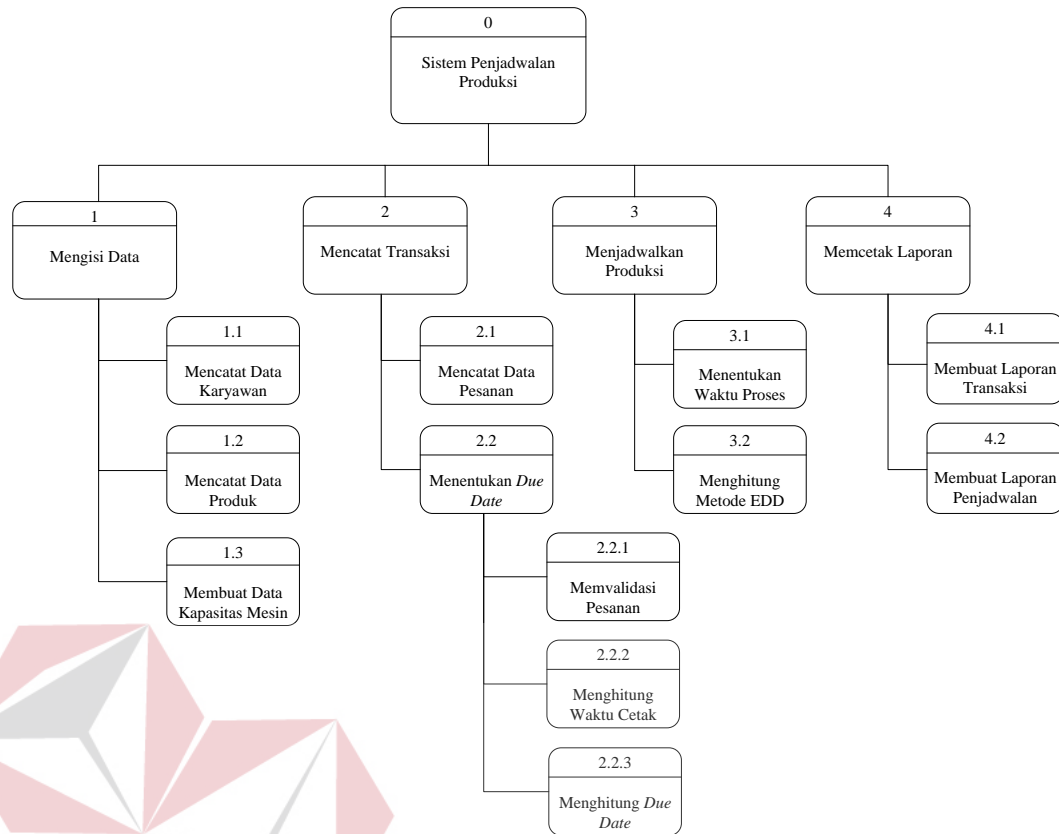 0
Sistem Penjadwalan
Produksi
1
Mengisi Data
2
Mencatat Transaksi
3
Menjadwalkan
Produksi
4
Memcetak Laporan
1.1
Mencatat Data
Karyawan
1.2
Mencatat Data
Produk
1.3
Membuat Data
Kapasitas Mesin
2.1
Mencatat Data
Pesanan
2.2
Menentukan Due
Date
2.2.1
Memvalidasi
Pesanan
2.2.2
Menghitung
Waktu Cetak
2.2.3
Menghitung Due
Date
3.1
Menentukan
Waktu Proses
3.2
Menghitung
Metode EDD
4.1
Membuat Laporan
Transaksi
4.2
Membuat Laporan
Penjadwalan